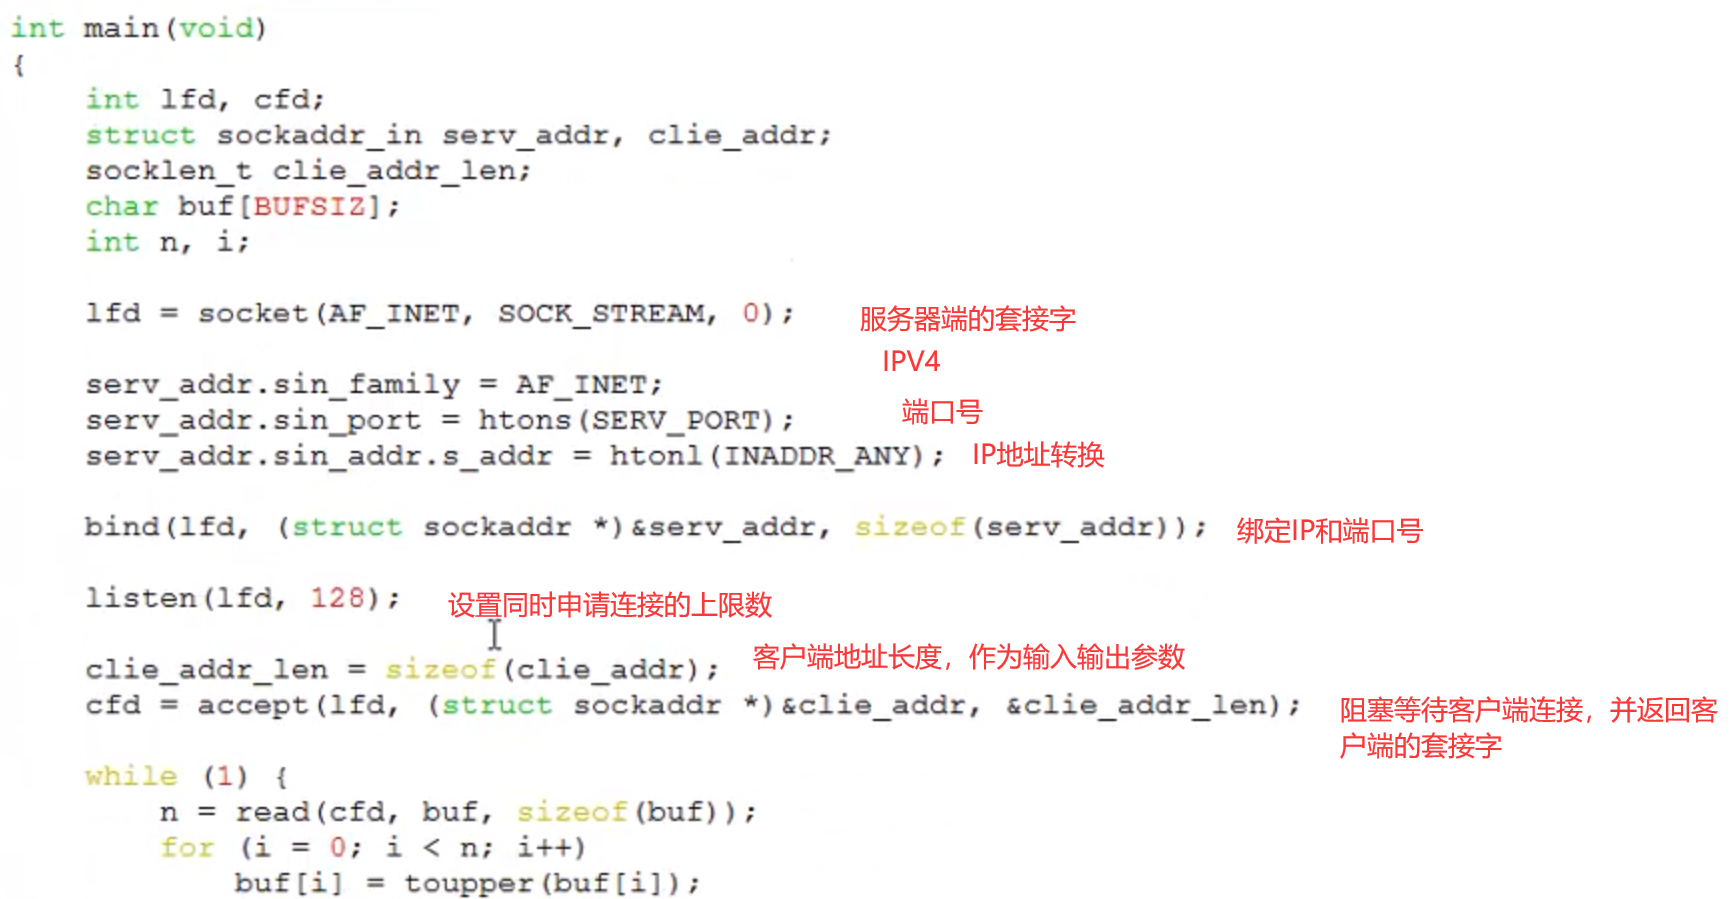 int main(void)
{
int lfd, cfd;
struct sockaddr_in serv_addr, clie_addr;
socklen_t clie_addr_len;
char buf[BUFSIZ];
int n, i;
lfd = socket(AF_INET, SOCK_STREAM, 0); 服务器端的套接字
IPV4
serv_addr.sin_family = AF_INET;
serv_addr.sin_port = htons(SERV_PORT); 端口号
serv_addr.sin_addr.s_addr = htonl(INADDR_ANY); IP地址转换
bind(lfd, (struct sockaddr *)&serv_addr, sizeof(serv_addr)); 绑定IP和端口号
listen(lfd, 128); 设置同时申请连接的上限数
clie_addr_len = sizeof(clie_addr); 客户端地址长度，作为输入输出参数
cfd = accept(lfd, (struct sockaddr *)&clie_addr, &clie_addr_len); 阻塞等待客户端连接，并返回客
户端的套接字
while (1) {
n = read(cfd, buf, sizeof(buf));
for (i = 0; i < n; i++)
buf[i] = toupper(buf[i]);